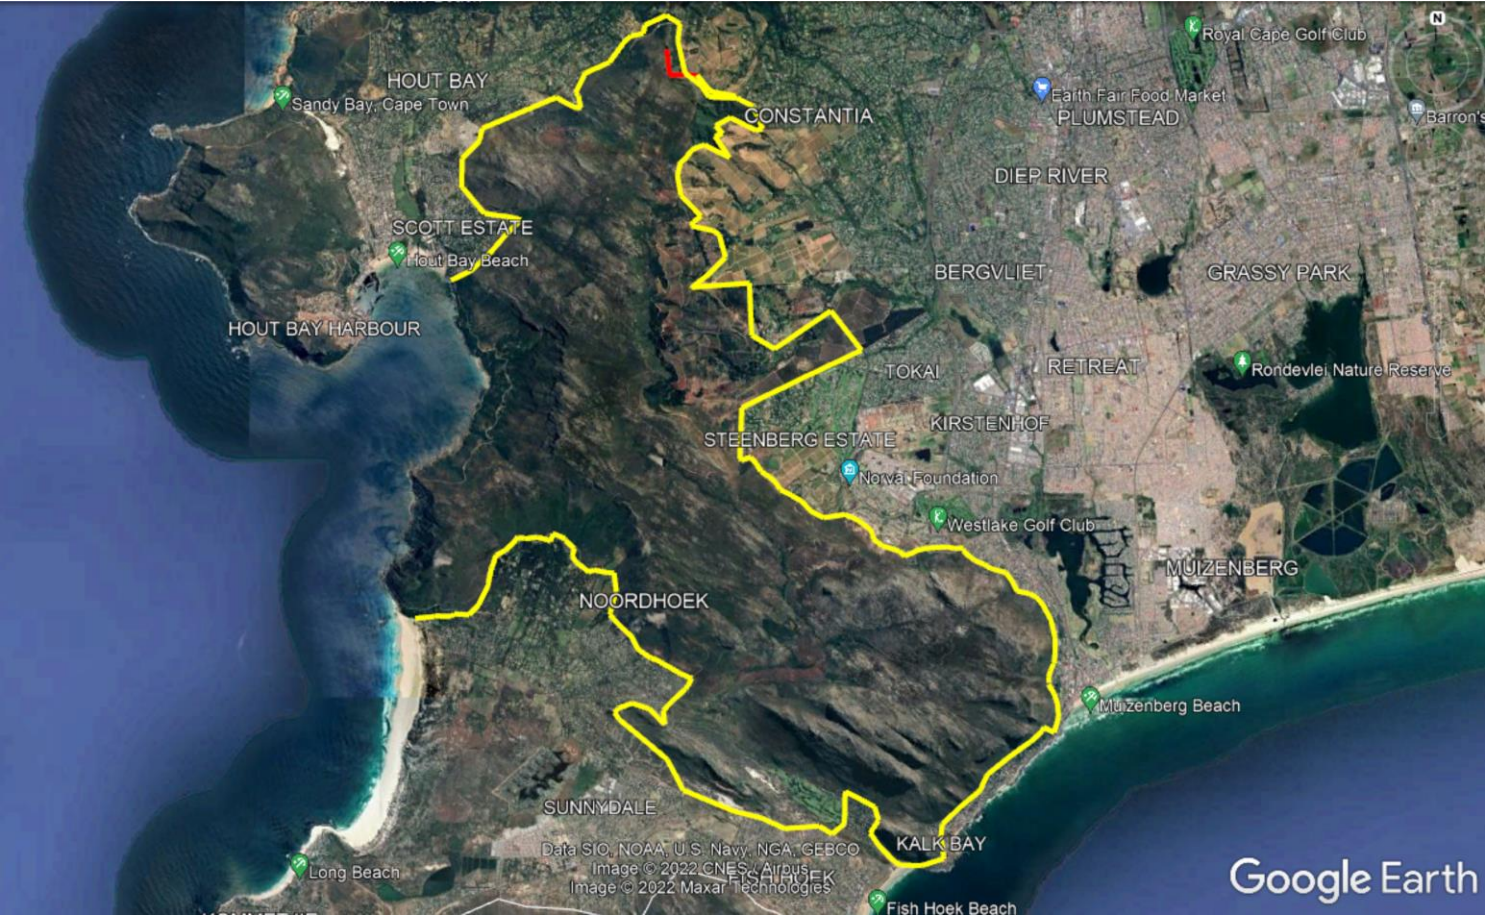 N
Royal Cape Golf Club
HOUT BAY
Sandy Bay, Cape Town
Earth Fair Food Market
CONSTANTIA
PLUMSTEAD
Barron's
DIEP RIVER
SCOTT ESTATE
Hout Bay Beach
BERGVLIET
GRASSY PARK
HOUT BAY HARBOUR
TOKAI
RETREAT
Rondevlei Nature Reserve
KIRSTENHOF
STEENBERG ESTATE
Norval Foundation
Westlake Golf Club
MUIZENBERG
NOORDHOEK
Muizenberg Beach
SUNNYDALE
KALK BAY
Data SIO, NOAA, U.S. Navy, NGA, GEBCO
Image © 2022 CNES / Airbus
Image © 2022 Maxar Technologies
FISH HOEK
Long Beach
Google Earth
Fish Hoek Beach